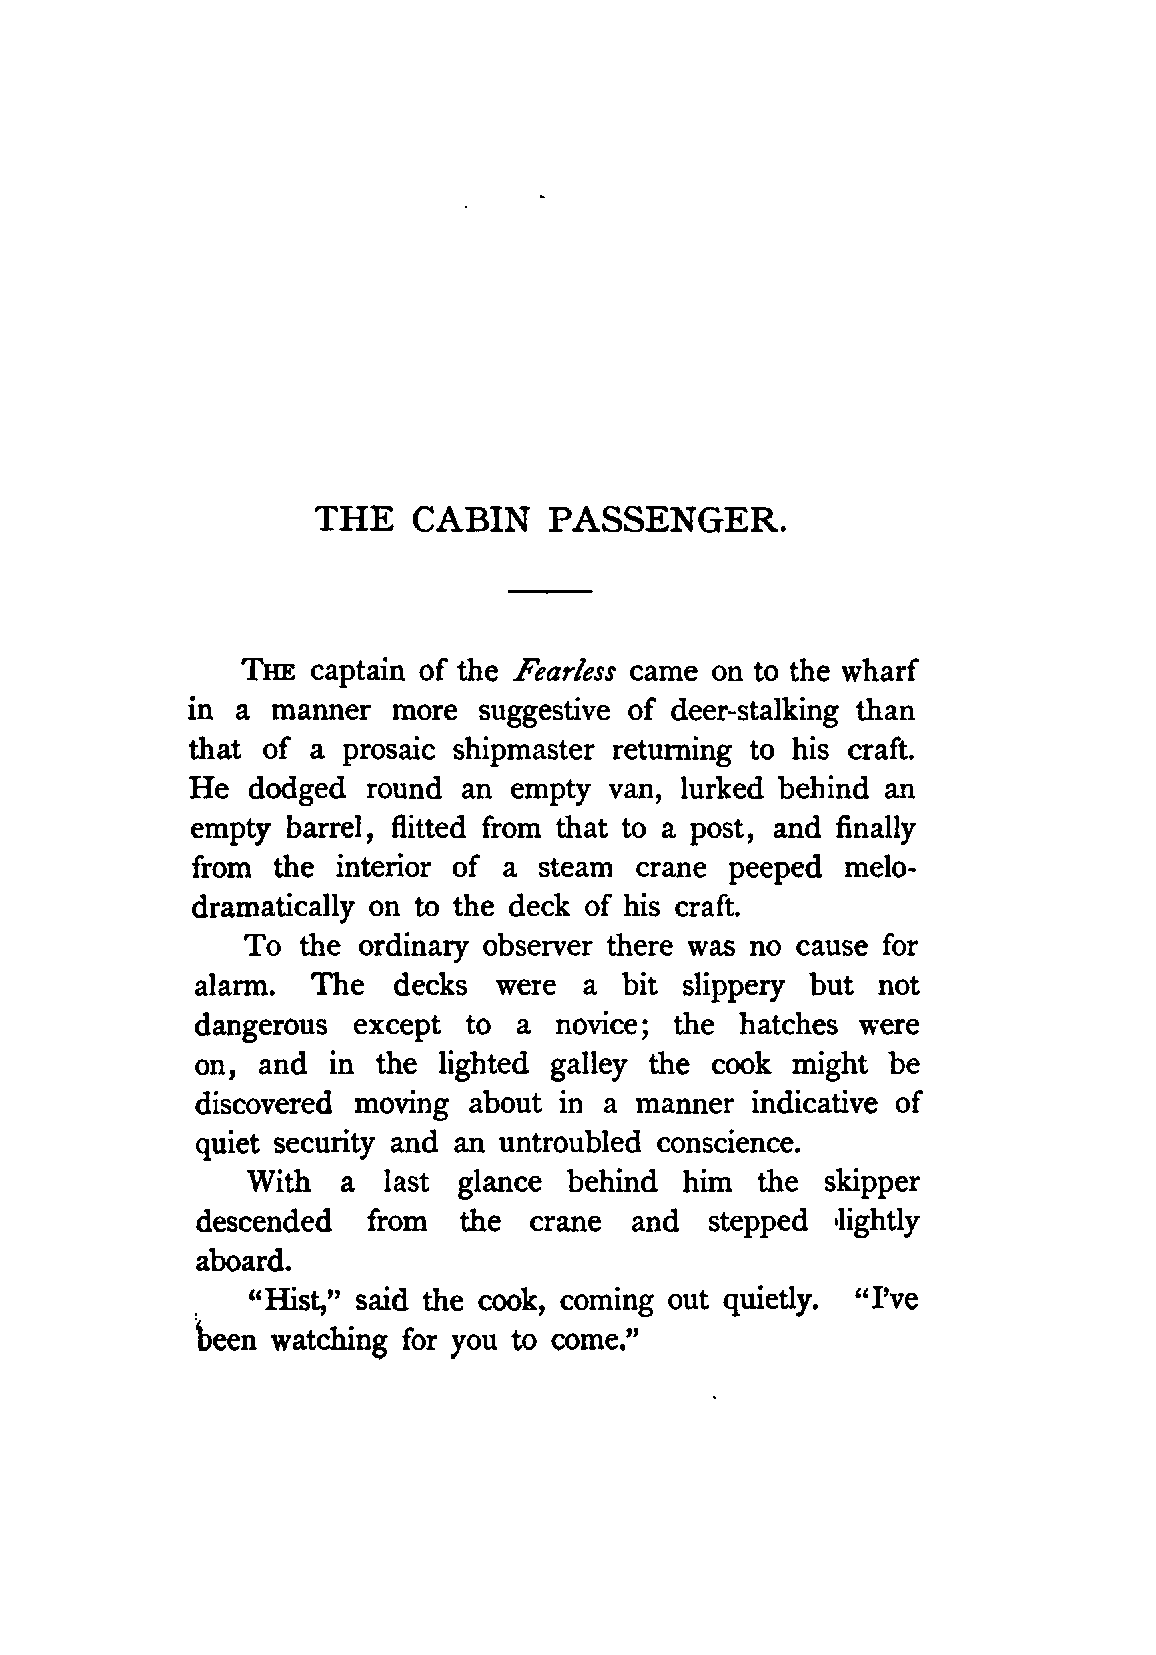 THE CABIN PASSENGER.
THE captain of the Fearless came on to the wharf
in a manner more suggestive of deer-stalking than
that of a prosaic shipmaster returning to his craft.
He dodged round an empty van, lurked behind an
empty barrel, flitted from that to a post, and finally
from the interior of a steam crane peeped melo-
dramatically on to the deck of his craft.
To the ordinary observer there was no cause for
alarm. The decks were a bit slippery but not
dangerous except to a novice; the hatches were
on, and in the lighted galley the cook might be
discovered moving about in a manner indicative of
quiet security and an untroubled conscience.
With a last glance behind him the skipper
descended from the crane and stepped lightly
aboard.
“Hist,” said the cook, coming out quietly. “I’ve
been watching for you to come.”